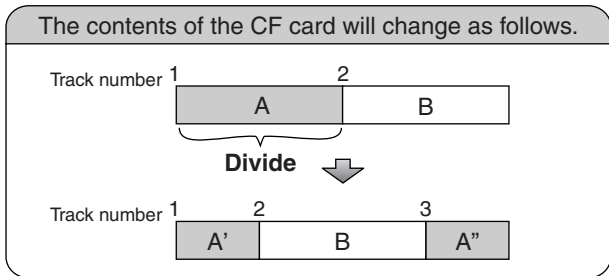 The contents of the CF card will change as follows.
Track number 1 2
A B
Divide
Track number 1 2 3
A' B A"